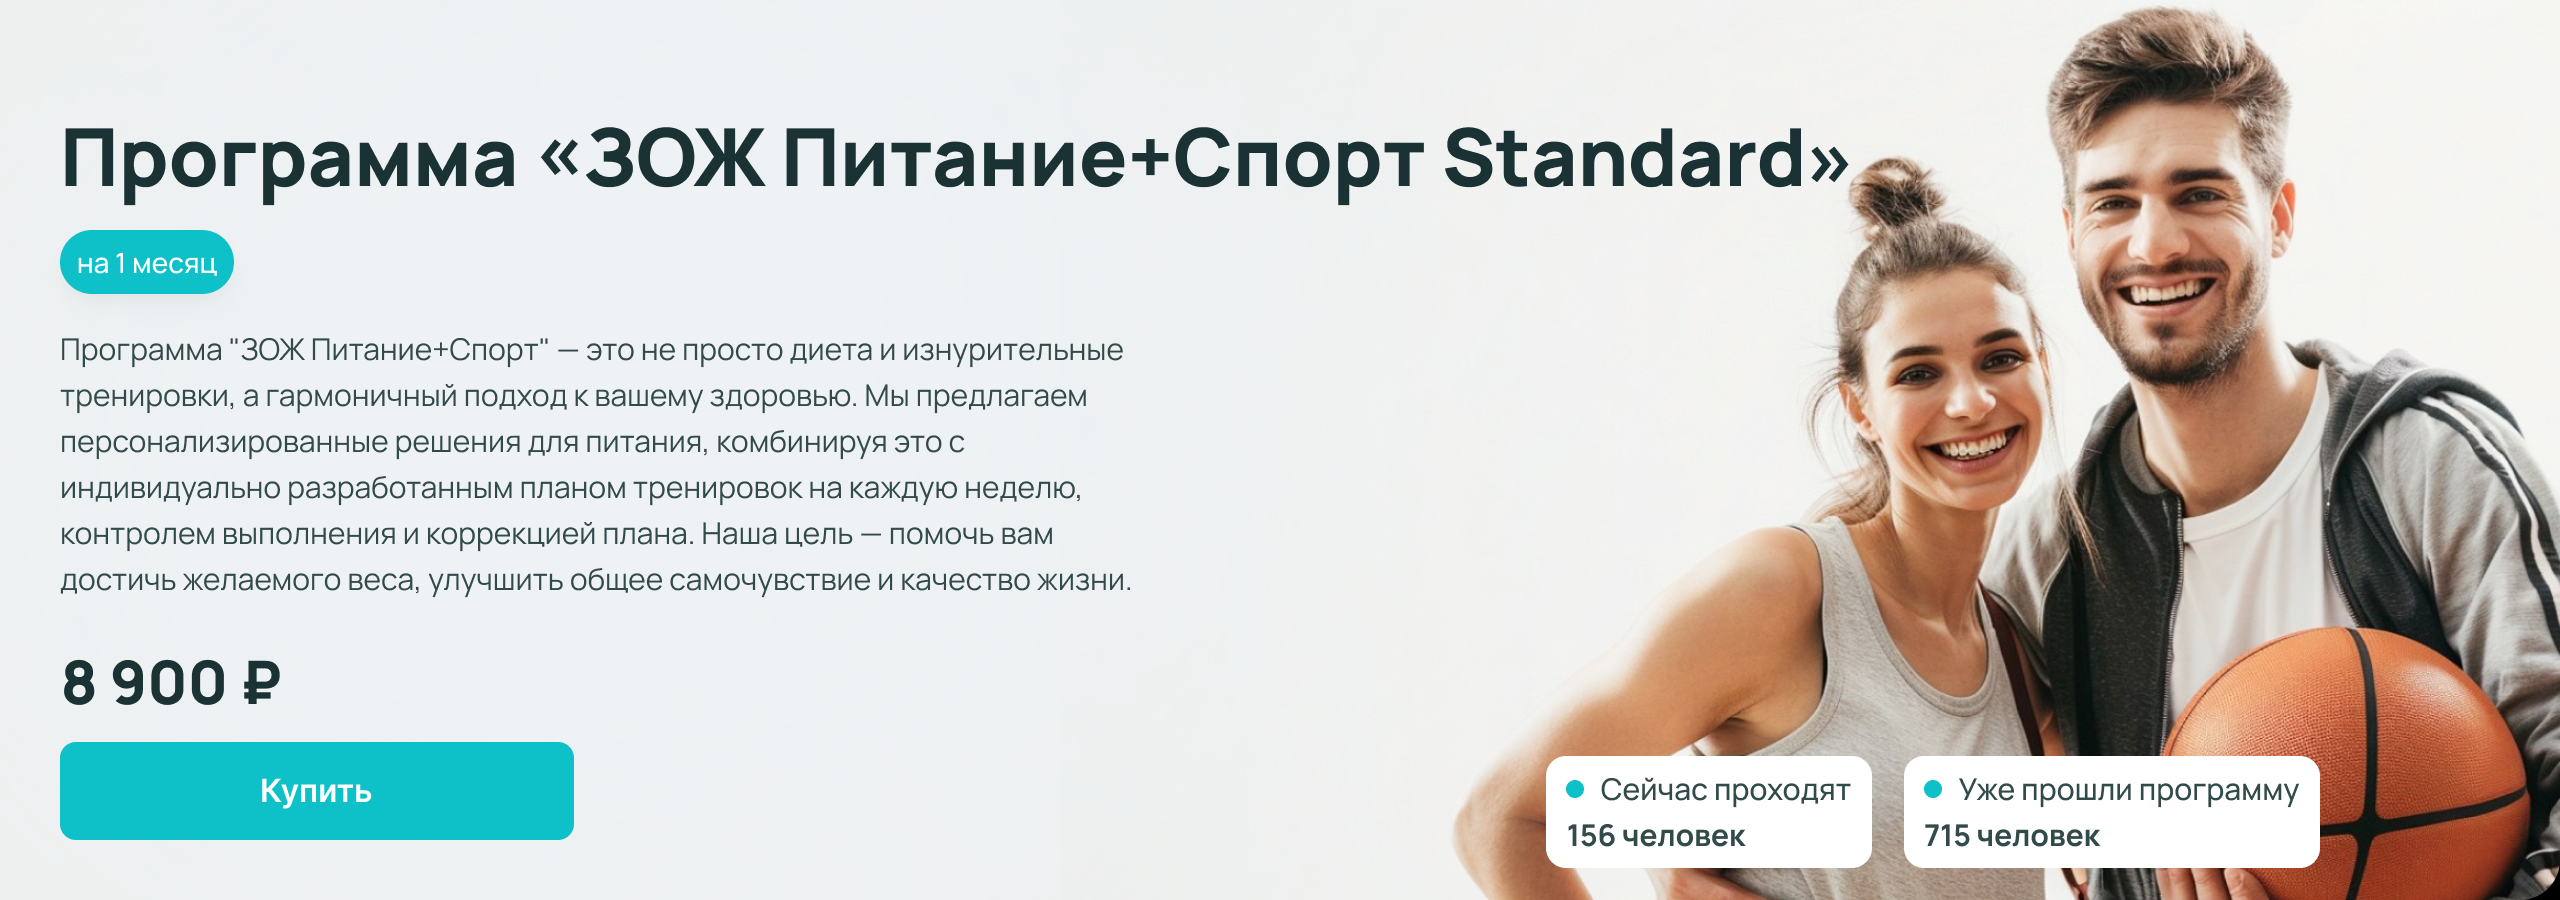 Программа «ЗОЖ Питание+Спорт Standard»
на 1 месяц
Программа "ЗОЖ Питание+Спорт" — это не просто диета и изнурительные
тренировки, а гармоничный подход к вашему здоровью. Мы предлагаем
персонализированные решения для питания, комбинируя это с
индивидуально разработанным планом тренировок на каждую неделю,
контролем выполнения и коррекцией плана. Наша цель — помочь вам
достичь желаемого веса, улучшить общее самочувствие и качество жизни.
8 900 ₽
Купить
Сейчас проходят
156 человек
Уже прошли программу
715 человек